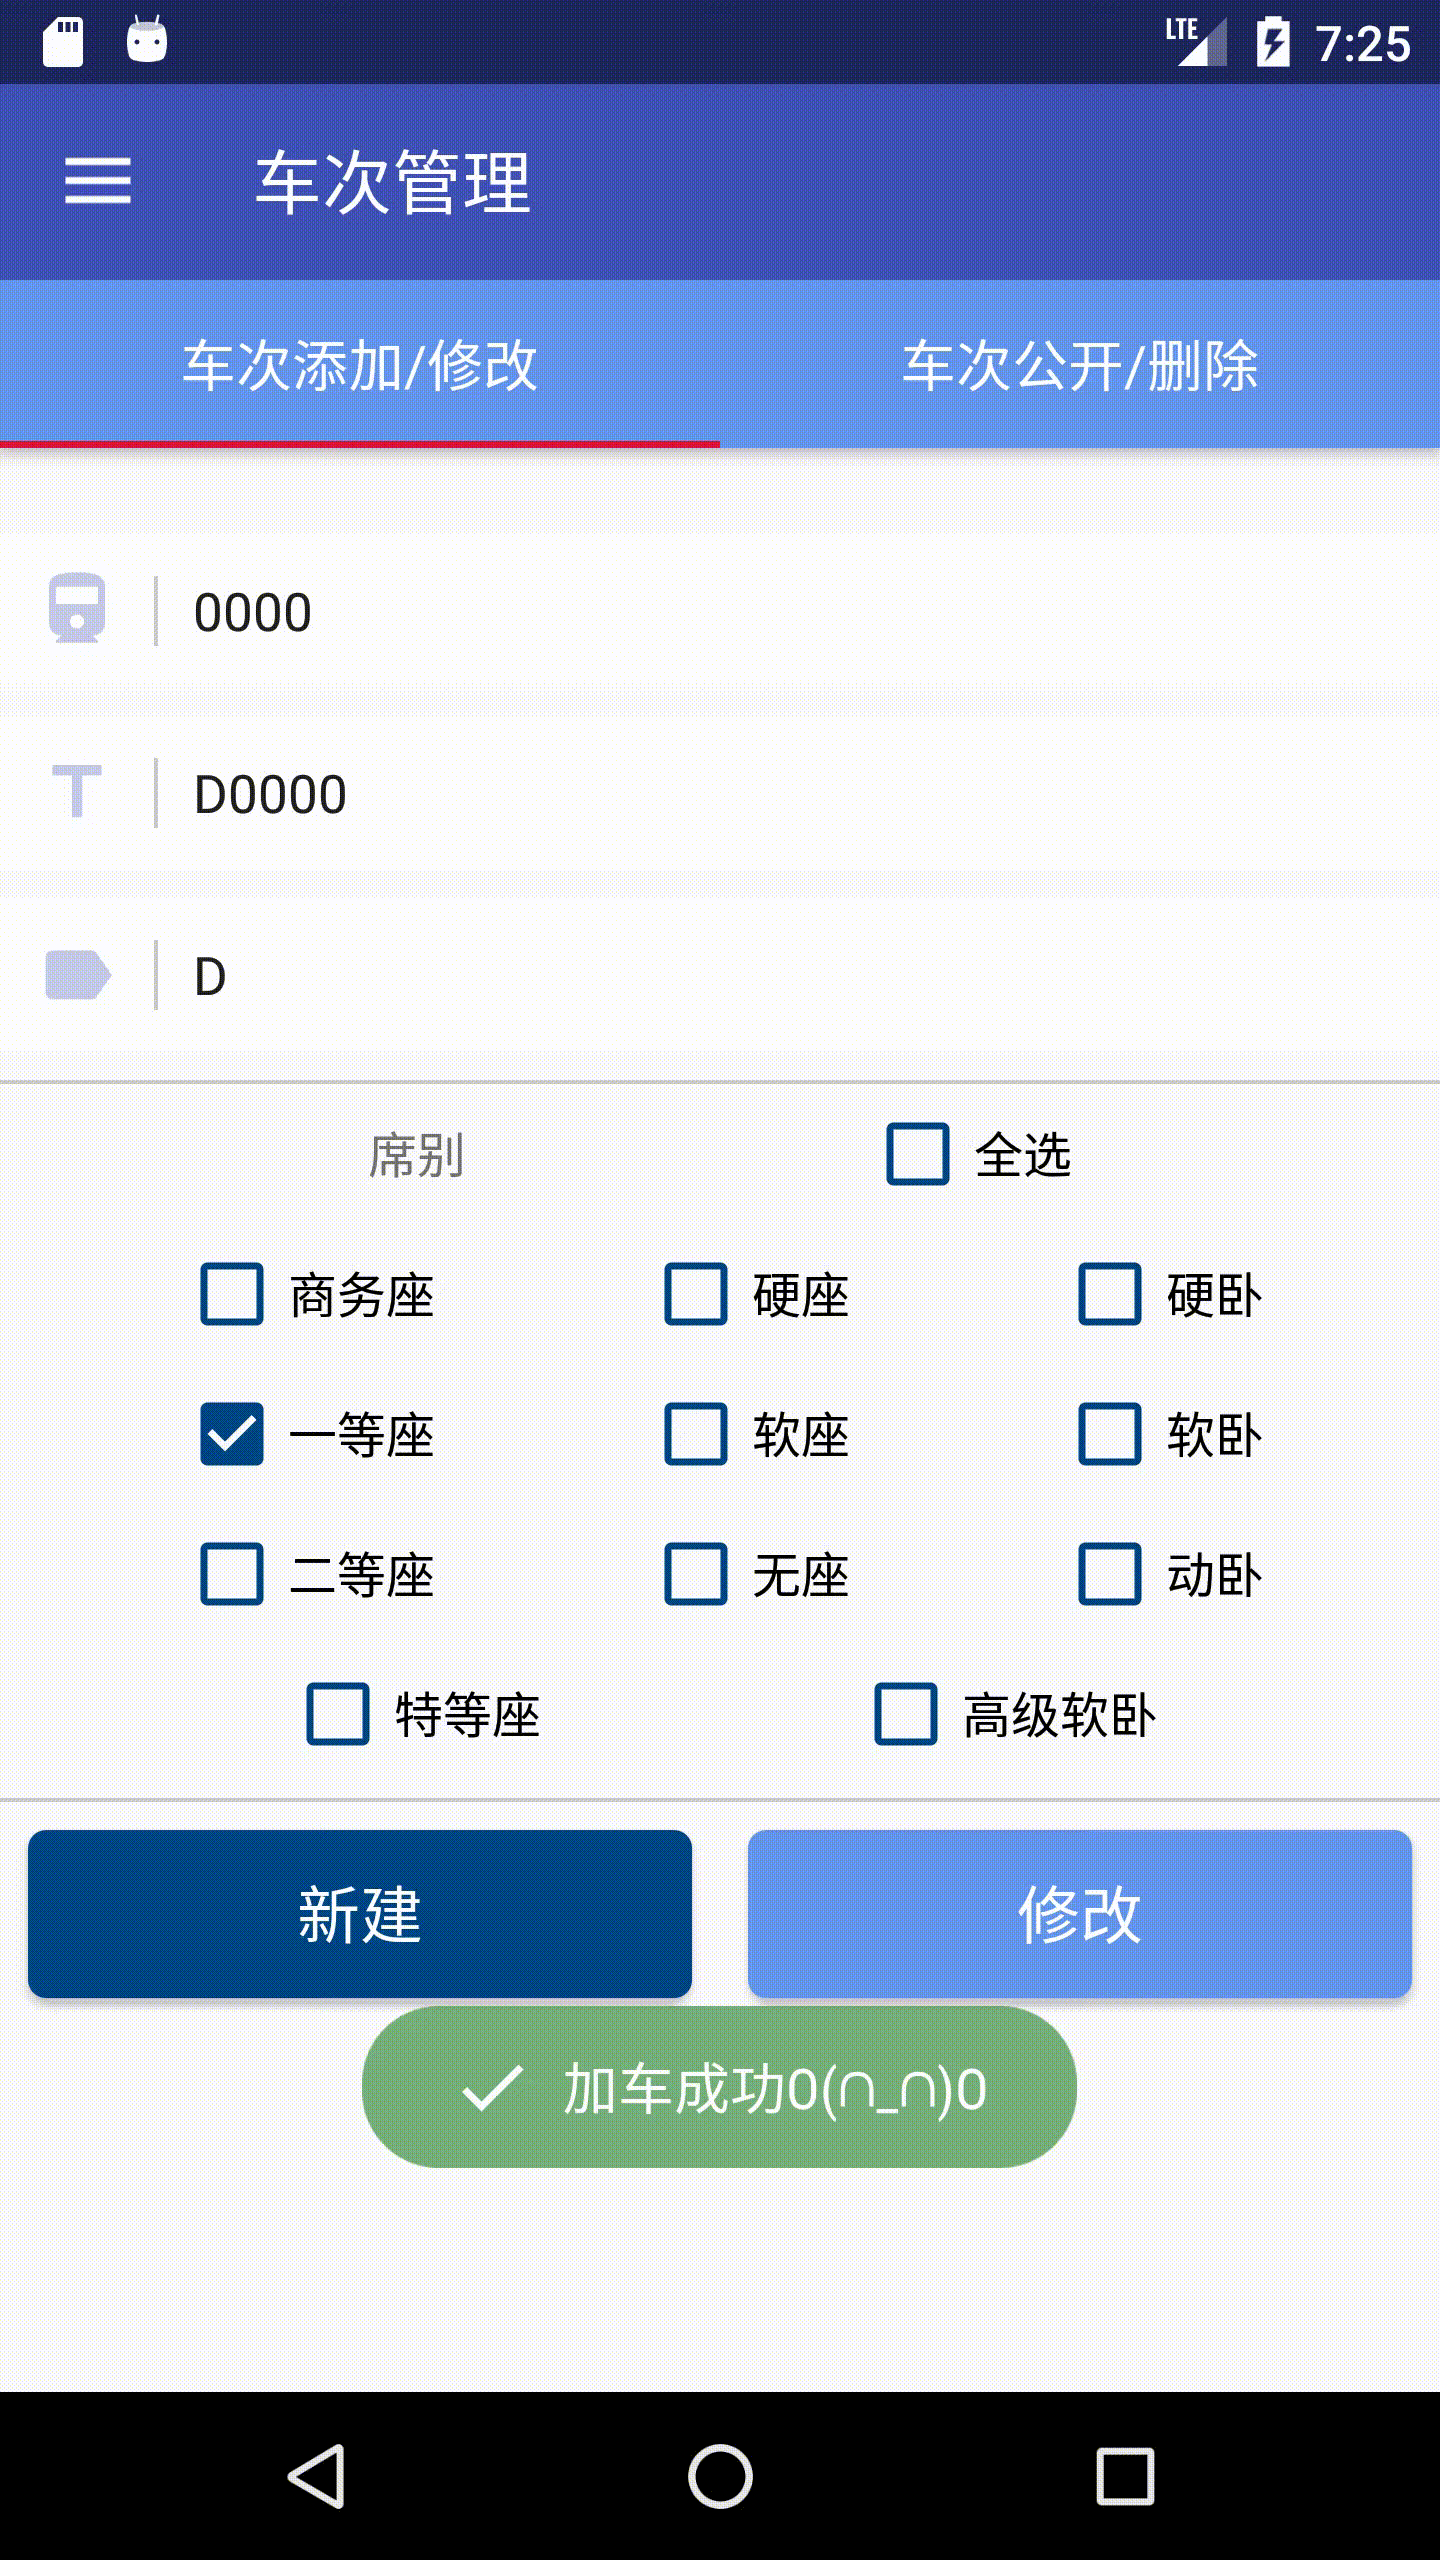 LTE 7:25
车次管理
车次添加/修改 车次公开/删除
0000
D0000
D
席别 全选
商务座 硬座 硬卧
一等座 软座 软卧
二等座 无座 动卧
特等座 高级软卧
新建 修改
加车成功0(∩_∩)0